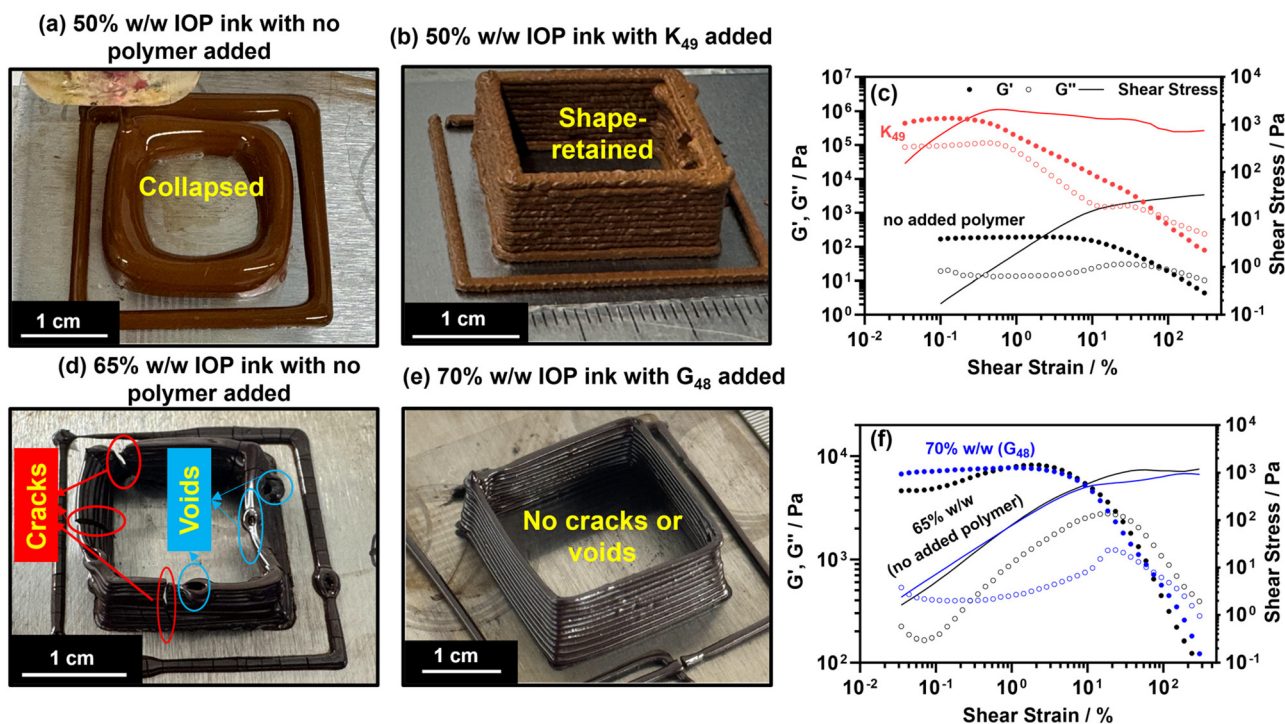 (a) 50% w/w IOP ink with no
polymer added
Collapsed
1 cm
(b) 50% w/w IOP ink with K₄₉ added
Shape-
retained
1 cm
(c)
G' G'' Shear Stress
K₄₉
no added polymer
10⁷
10⁶
10⁵
10⁴
10³
10²
10¹
10⁰
G', G'' / Pa
10⁴
10³
10²
10¹
10⁰
10⁻¹
Shear Stress / Pa
10⁻² 10⁻¹ 10⁰ 10¹ 10²
Shear Strain / %
(d) 65% w/w IOP ink with no
polymer added
Cracks
Voids
1 cm
(e) 70% w/w IOP ink with G₄₈ added
No cracks or
voids
1 cm
(f)
70% w/w (G₄₈)
65% w/w
(no added polymer)
10⁴
10³
10²
G', G'' / Pa
10⁴
10³
10²
10¹
10⁰
10⁻¹
Shear Stress / Pa
10⁻² 10⁻¹ 10⁰ 10¹ 10²
Shear Strain / %